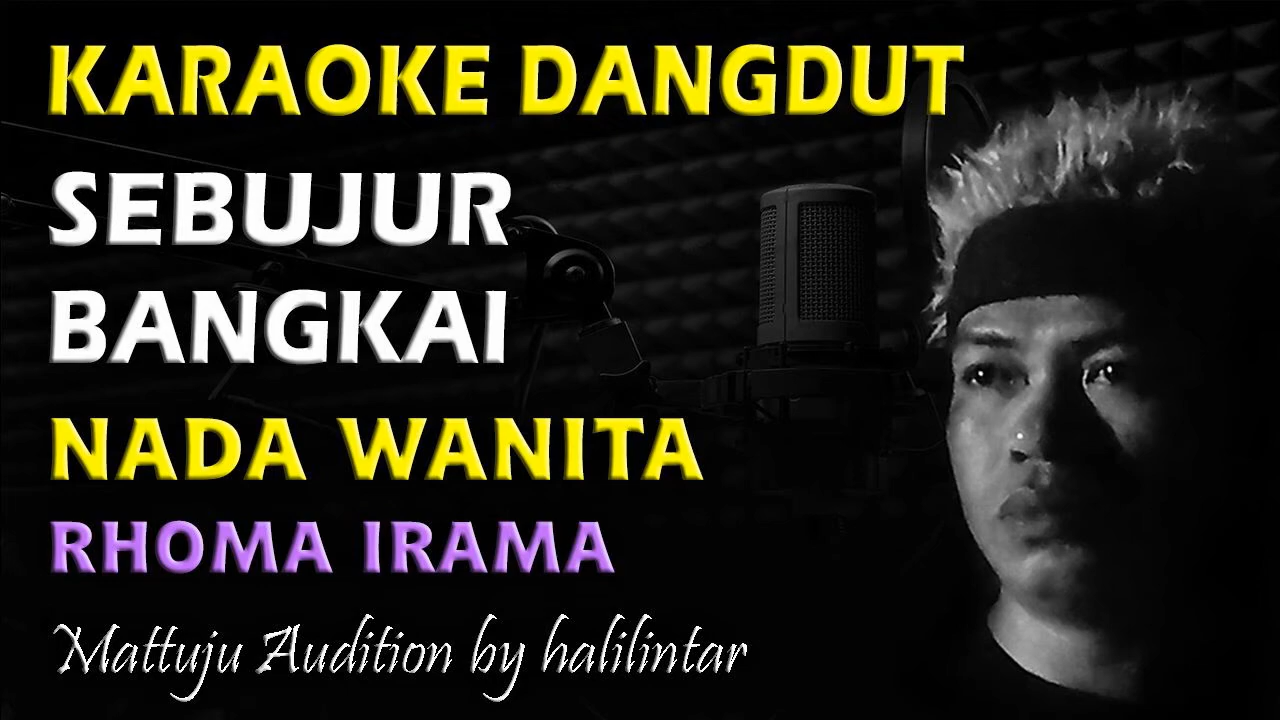 KARAOKE DANGDUT
SEBUJUR
BANGKAI
NADA WANITA
RHOMA IRAMA
Mattuju Audition by halilintar